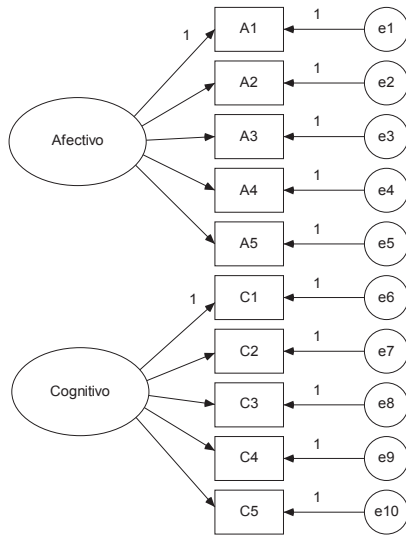 1 A1 1 e1
A2 1 e2
A3 1 e3
Afectivo
A4 1 e4
A5 1 e5
1 C1 1 e6
C2 1 e7
Cognitivo
C3 1 e8
C4 1 e9
C5 1 e10